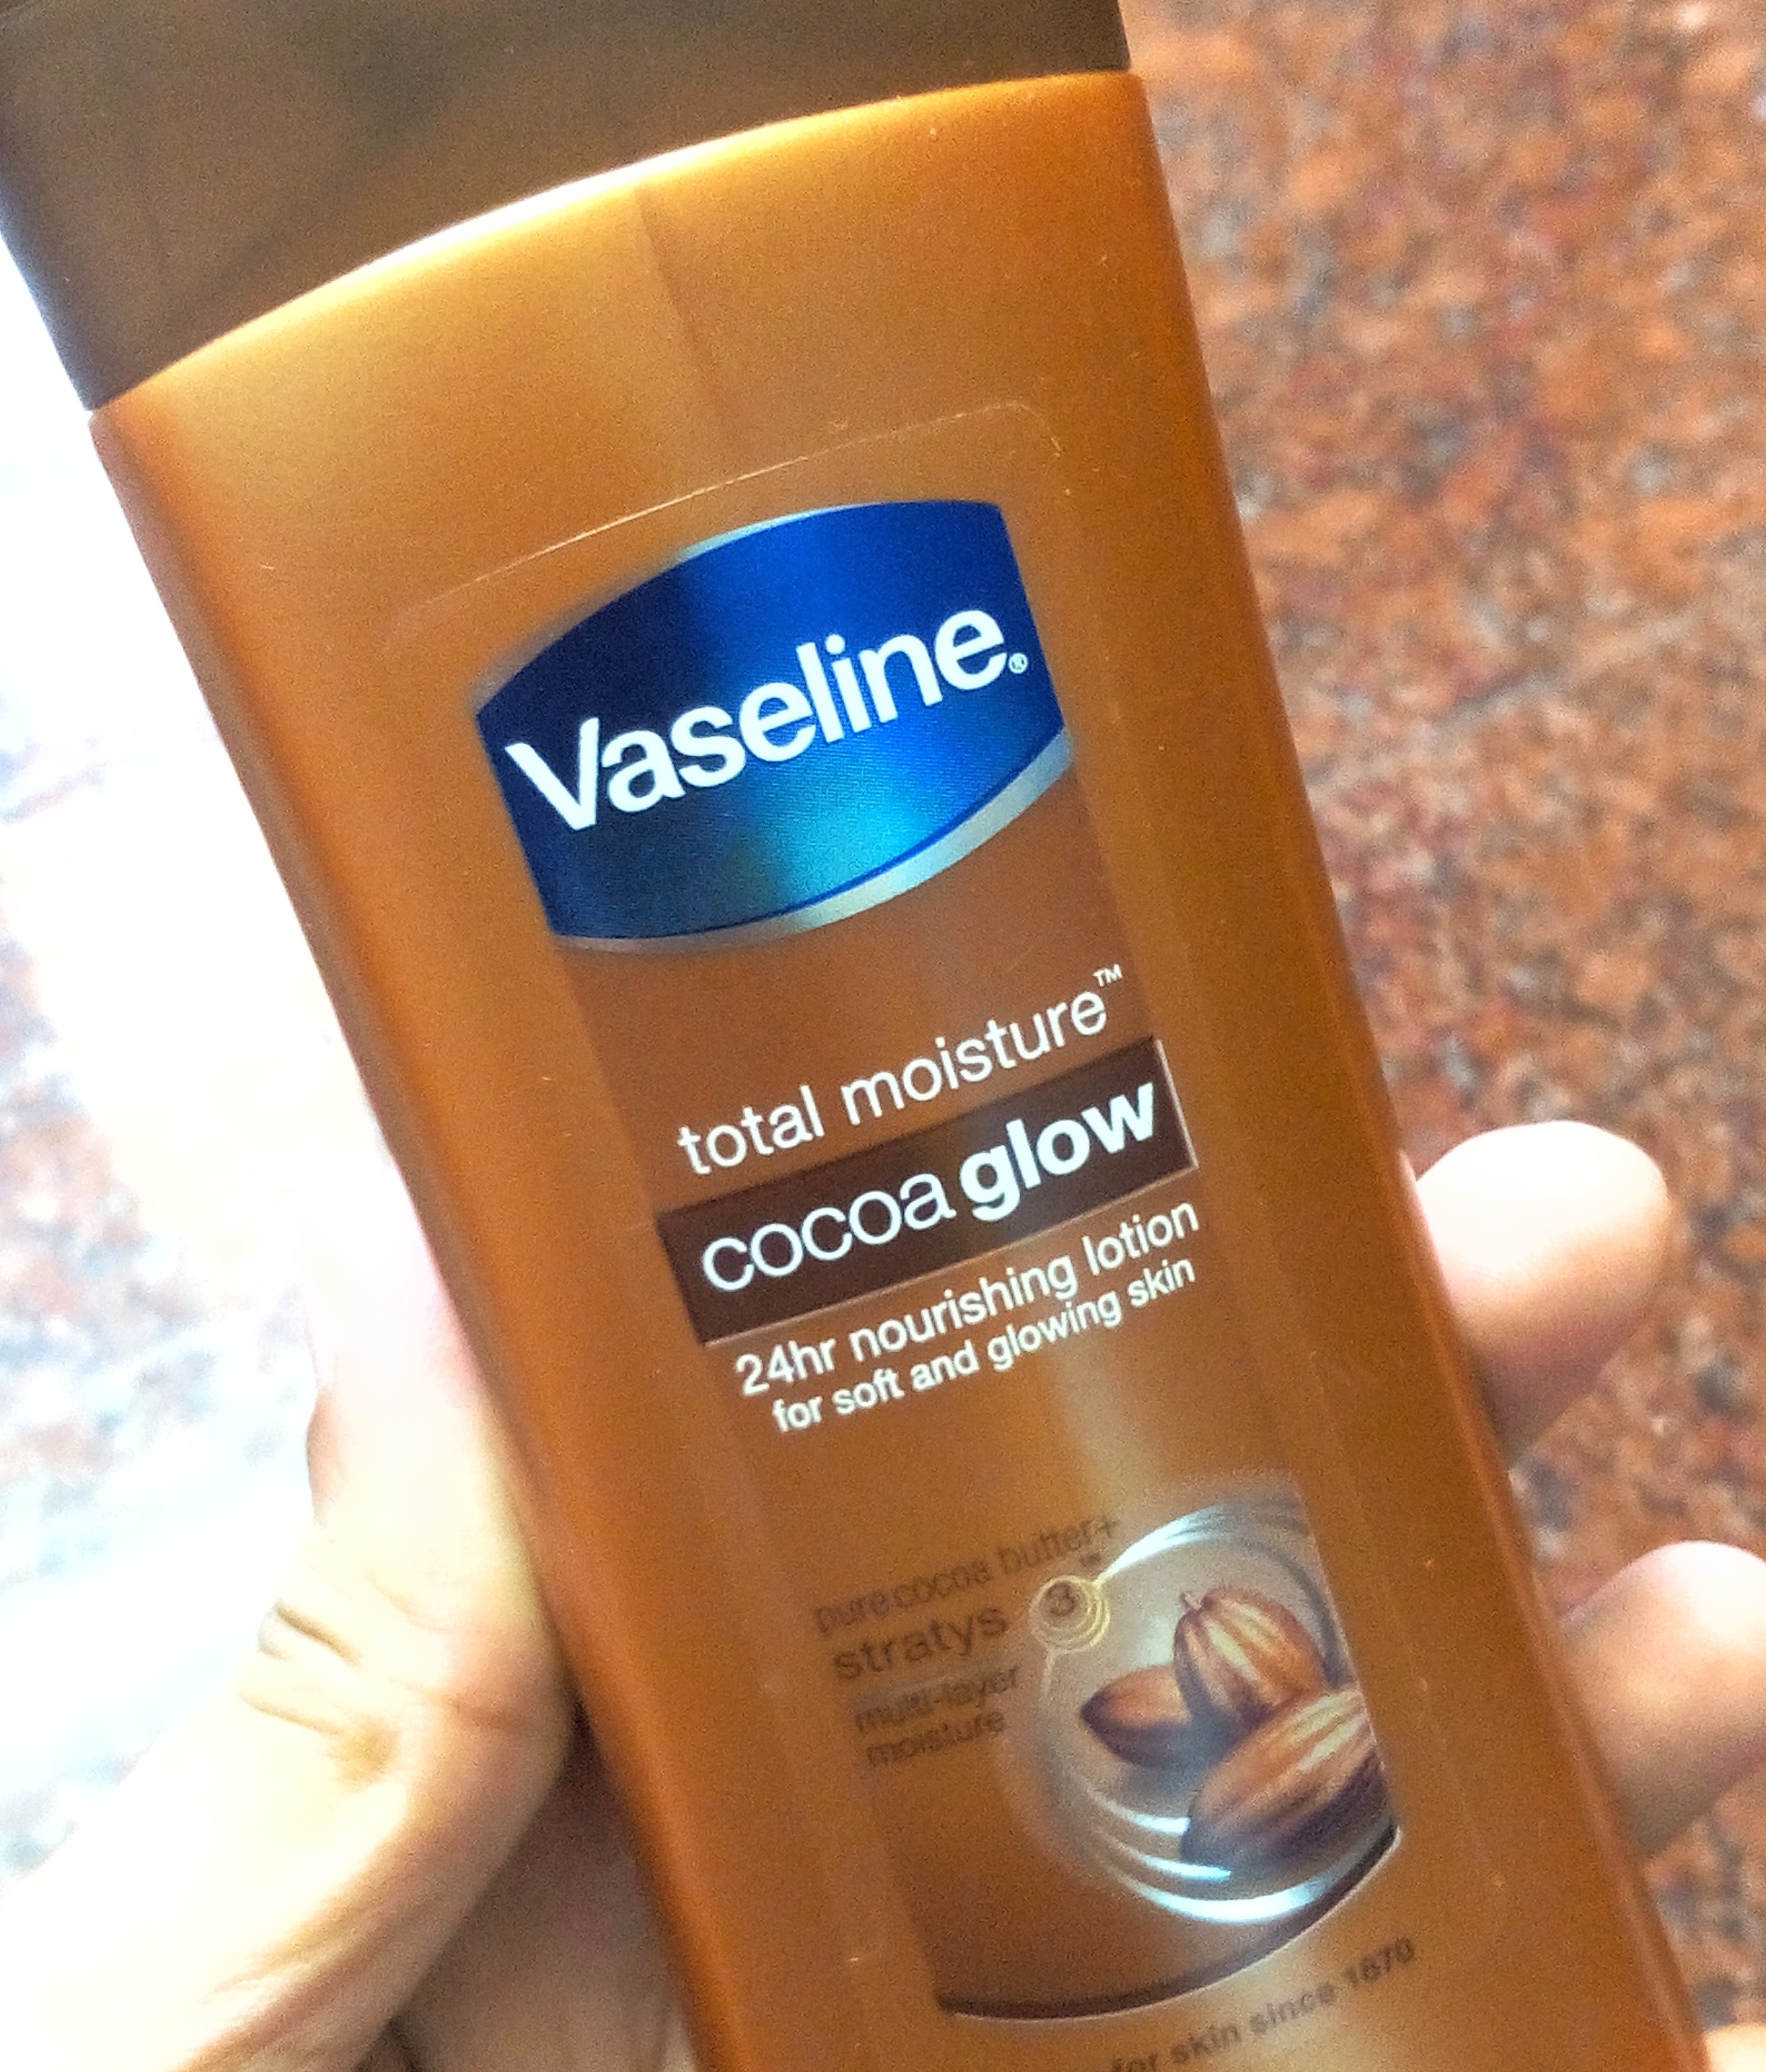 Vaseline®
total moisture™
cocoa glow
24hr nourishing lotion
for soft and glowing skin
pure cocoa butter+
stratys 3™
multi-layer
moisture
for skin since 1870